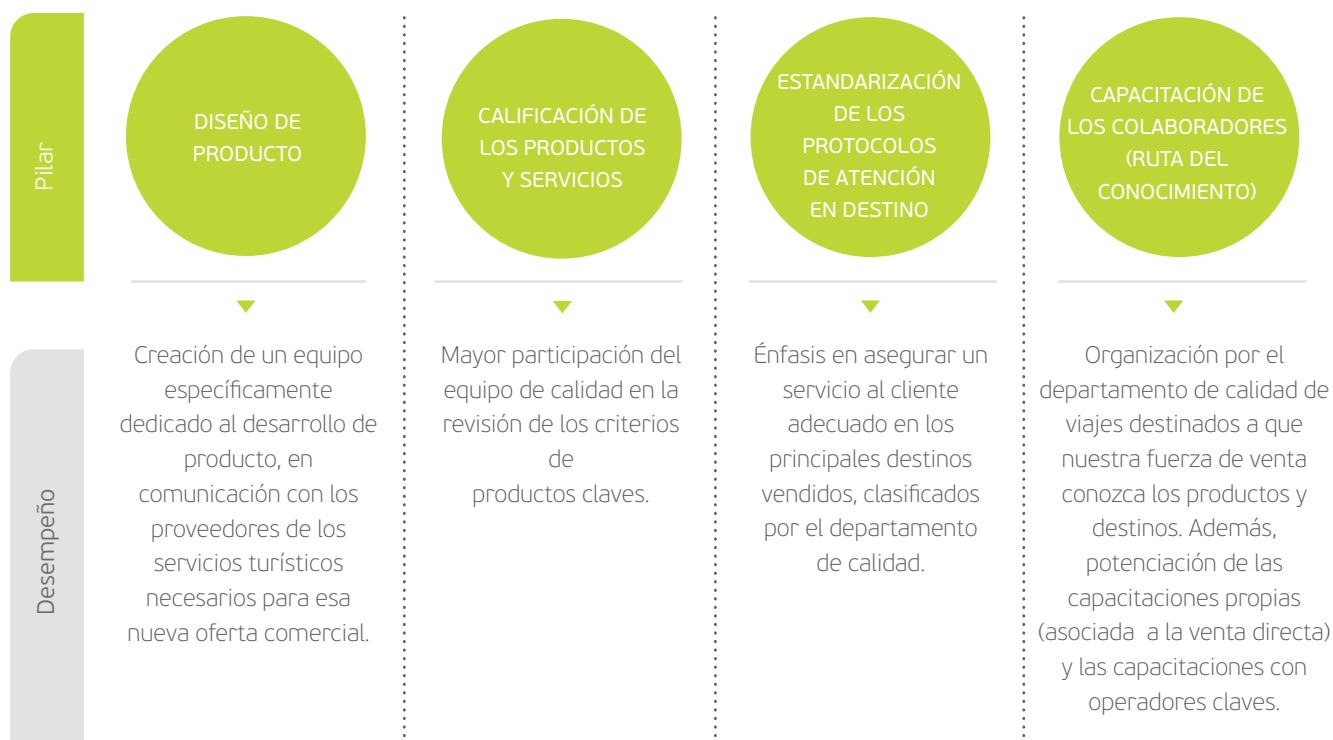 Pilar
DISEÑO DE
PRODUCTO
CALIFICACIÓN DE
LOS PRODUCTOS
Y SERVICIOS
ESTANDARIZACIÓN
DE LOS
PROTOCOLOS
DE ATENCIÓN
EN DESTINO
CAPACITACIÓN DE
LOS COLABORADORES
(RUTA DEL
CONOCIMIENTO)
Desempeño
Creación de un equipo
específicamente
dedicado al desarrollo de
producto, en
comunicación con los
proveedores de los
servicios turísticos
necesarios para esa
nueva oferta comercial.
Mayor participación del
equipo de calidad en la
revisión de los criterios
de
productos claves.
Énfasis en asegurar un
servicio al cliente
adecuado en los
principales destinos
vendidos, clasificados
por el departamento
de calidad.
Organización por el
departamento de calidad de
viajes destinados a que
nuestra fuerza de venta
conozca los productos y
destinos. Además,
potenciación de las
capacitaciones propias
(asociada a la venta directa)
y las capacitaciones con
operadores claves.